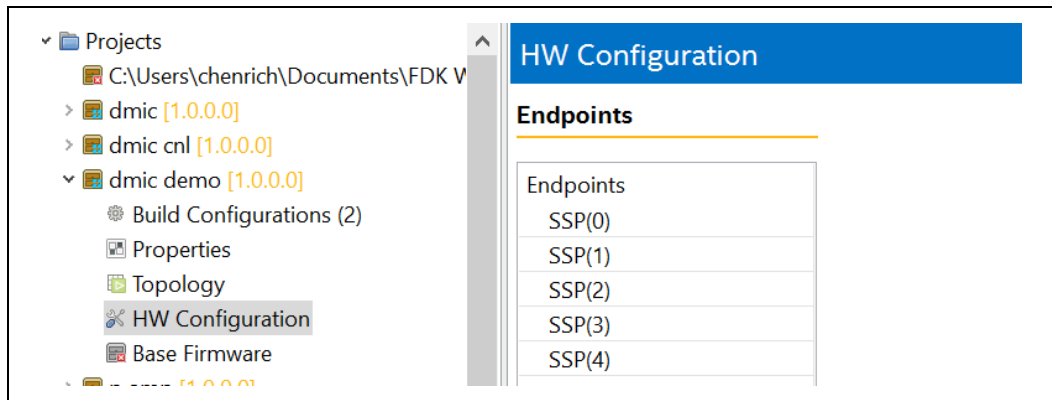 Projects
C:\Users\chenrich\Documents\FDK
dmic [1.0.0.0]
dmic cnl [1.0.0.0]
dmic demo [1.0.0.0]
Build Configurations (2)
Properties
Topology
HW Configuration
Base Firmware
HW Configuration
Endpoints
Endpoints
SSP(0)
SSP(1)
SSP(2)
SSP(3)
SSP(4)